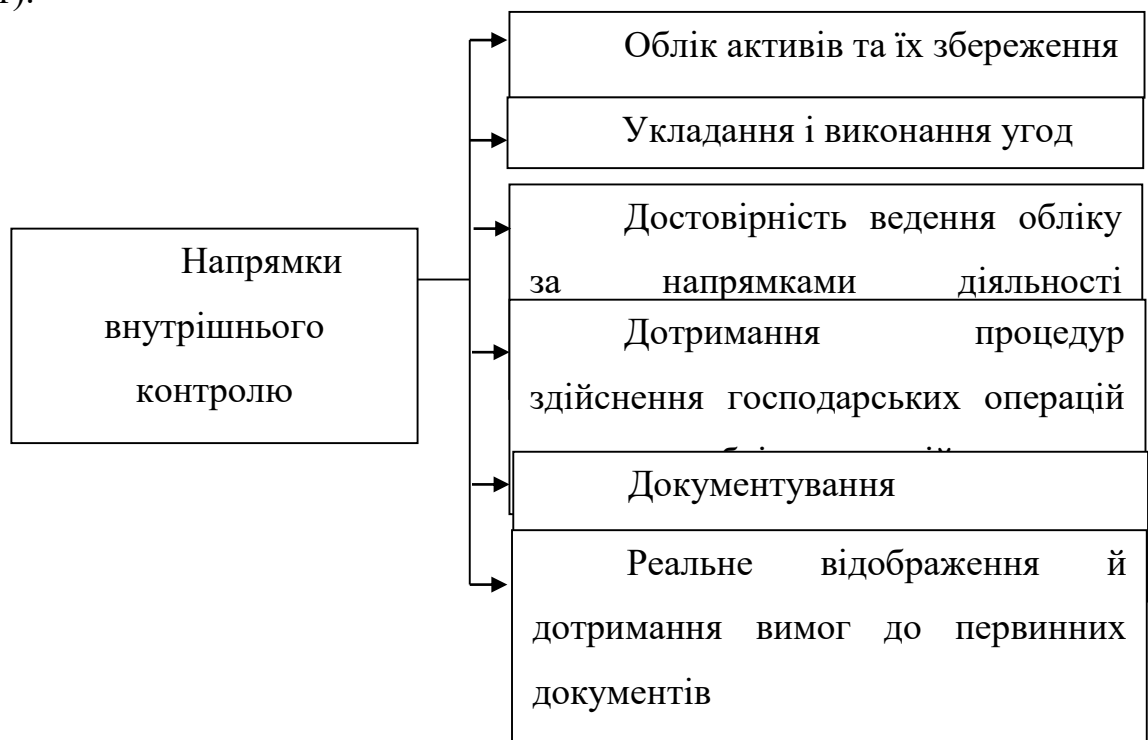 Облік активів та їх збереження
Укладання і виконання угод
Достовірність ведення обліку
за напрямками діяльності
Напрямки
внутрішнього
контролю
Дотримання процедур
здійснення господарських операцій
Документування
Реальне відображення й
дотримання вимог до первинних
документів